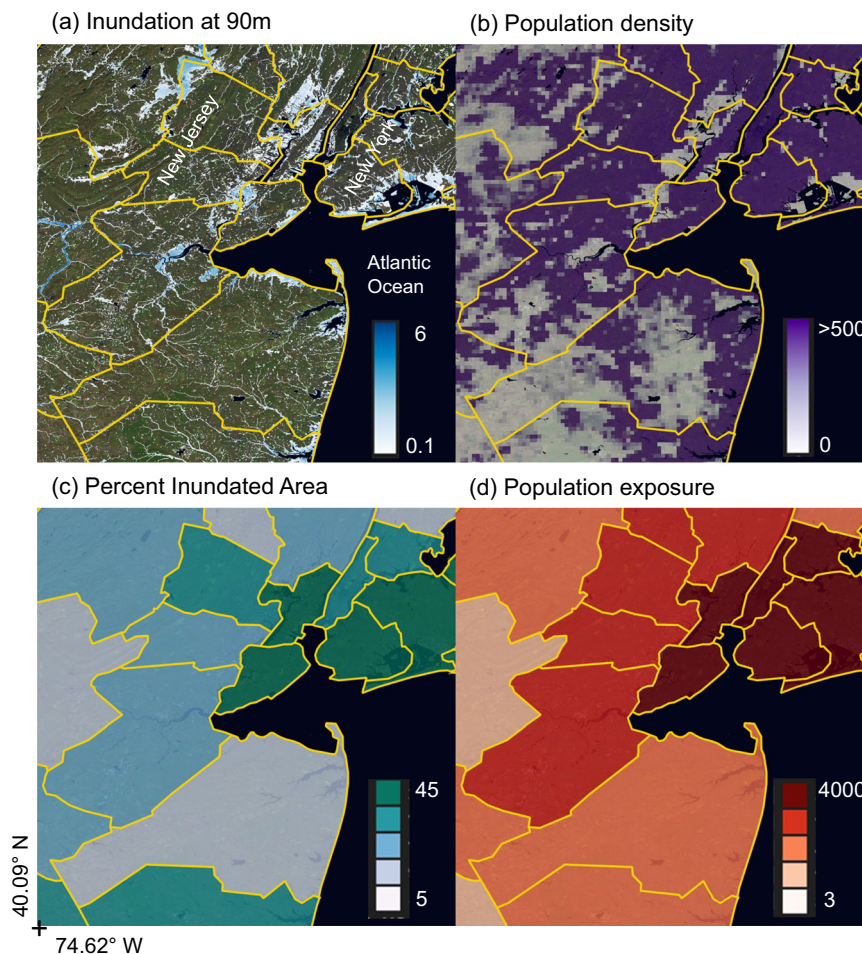 (a) Inundation at 90m
(b) Population density
New Jersey
New York
Atlantic
Ocean
6
0.1
>500
0
(c) Percent Inundated Area
(d) Population exposure
45
5
4000
3
40.09° N
74.62° W